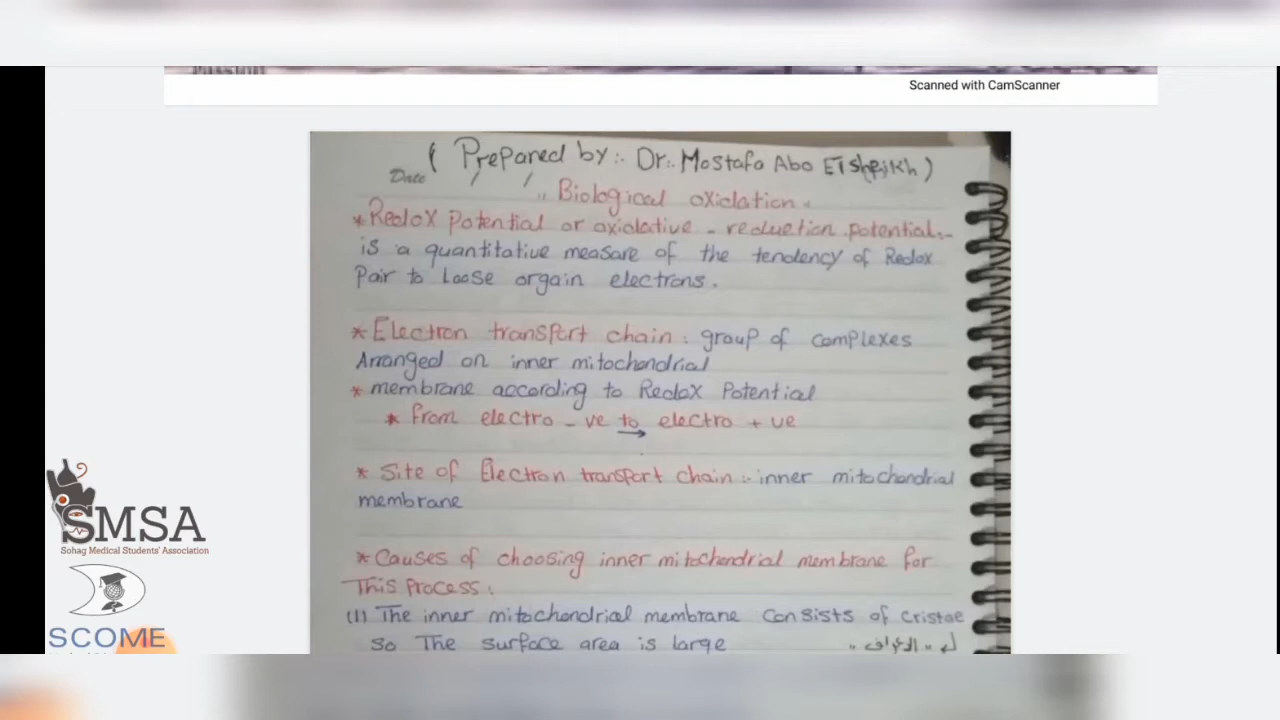 Scanned with CamScanner
( Prepared by:- Dr:- Mostafa Abo Elsheikh )
Date / /
" Biological oxidation "
* Redox potential or oxidative - reduction potential:-
is a quantitative measure of the tendency of Redox
Pair to loose orgain electrons.
* Electron transport chain : group of complexes
Arranged on inner mitochondrial
* membrane according to Redox Potential
* from electro - ve to electro + ve
→
* Site of Electron transport chain :- inner mitochondrial
membrane
* Causes of choosing inner mitochondrial membrane for
This Process :
(1) The inner mitochondrial membrane consists of cristae
so The surface area is large
SMSA
Sohag Medical Students' Association
SCOME